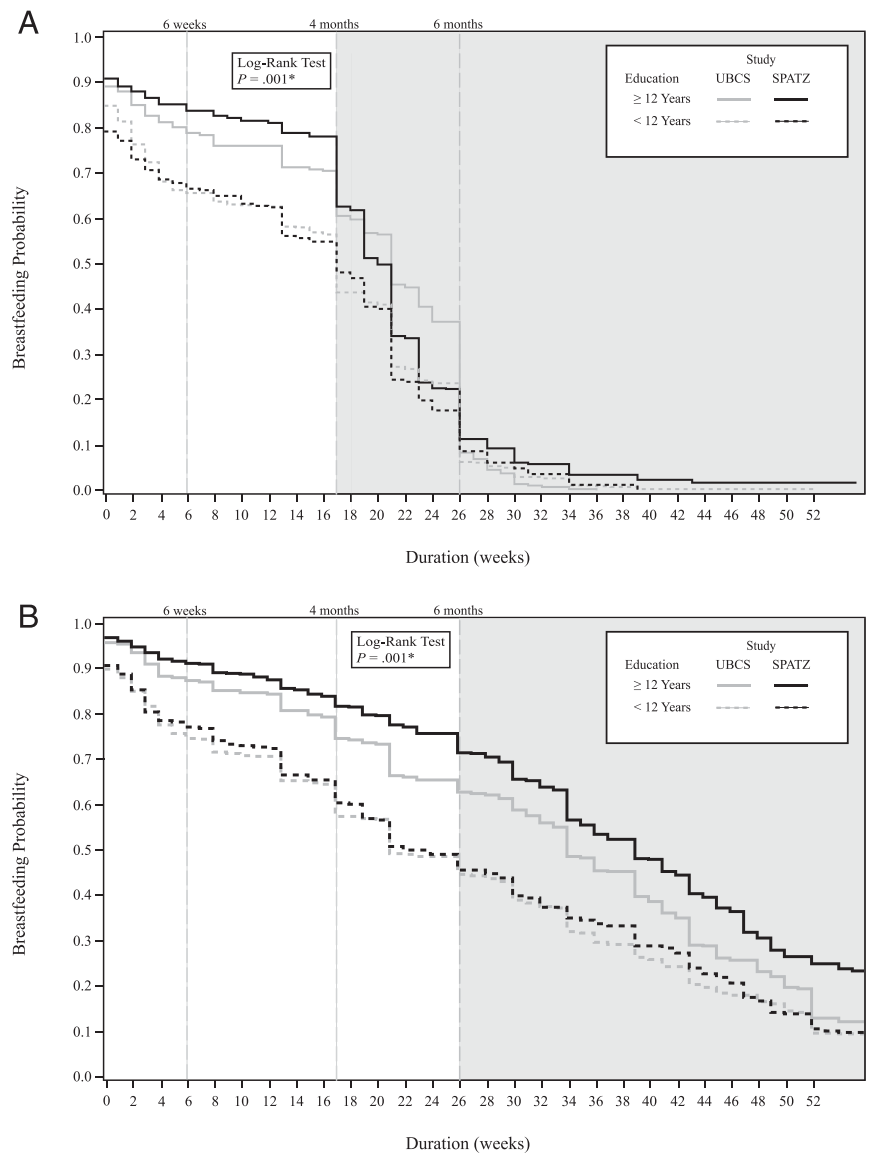 A
6 weeks 4 months 6 months
Log-Rank Test
P = .001*
Study
Education UBCS SPATZ
≥ 12 Years
< 12 Years
Breastfeeding Probability
1.0
0.9
0.8
0.7
0.6
0.5
0.4
0.3
0.2
0.1
0.0
0 2 4 6 8 10 12 14 16 18 20 22 24 26 28 30 32 34 36 38 40 42 44 46 48 50 52
Duration (weeks)
B
6 weeks 4 months 6 months
Log-Rank Test
P = .001*
Study
Education UBCS SPATZ
≥ 12 Years
< 12 Years
Breastfeeding Probability
1.0
0.9
0.8
0.7
0.6
0.5
0.4
0.3
0.2
0.1
0.0
0 2 4 6 8 10 12 14 16 18 20 22 24 26 28 30 32 34 36 38 40 42 44 46 48 50 52
Duration (weeks)